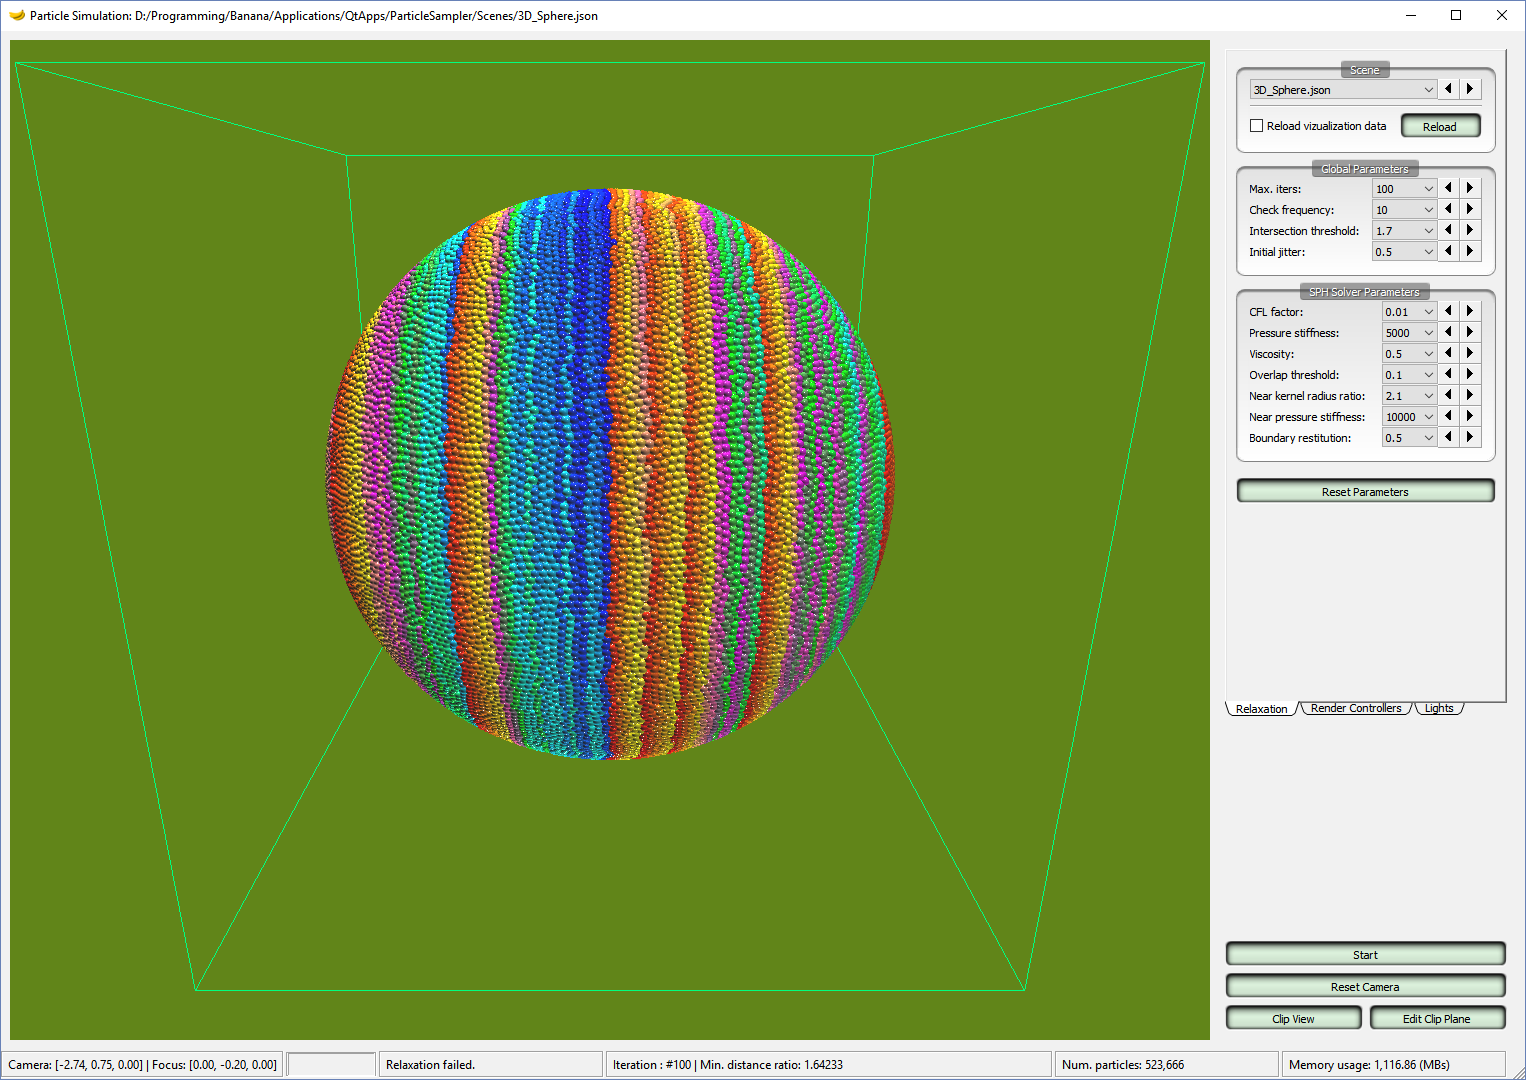 Particle Simulation: D:/Programming/Banana/Applications/QtApps/ParticleSampler/Scenes/3D_Sphere.json
Scene
3D_Sphere.json
Reload vizualization data Reload
Global Parameters
Max. iters: 100
Check frequency: 10
Intersection threshold: 1.7
Initial jitter: 0.5
SPH Solver Parameters
CFL factor: 0.01
Pressure stiffness: 5000
Viscosity: 0.5
Overlap threshold: 0.1
Near kernel radius ratio: 2.1
Near pressure stiffness: 10000
Boundary restitution: 0.5
Reset Parameters
Relaxation Render Controllers Lights
Start
Reset Camera
Clip View Edit Clip Plane
Camera: [-2.74, 0.75, 0.00] | Focus: [0.00, -0.20, 0.00] Relaxation failed. Iteration : #100 | Min. distance ratio: 1.64233 Num. particles: 523,666 Memory usage: 1,116.86 (MBs)